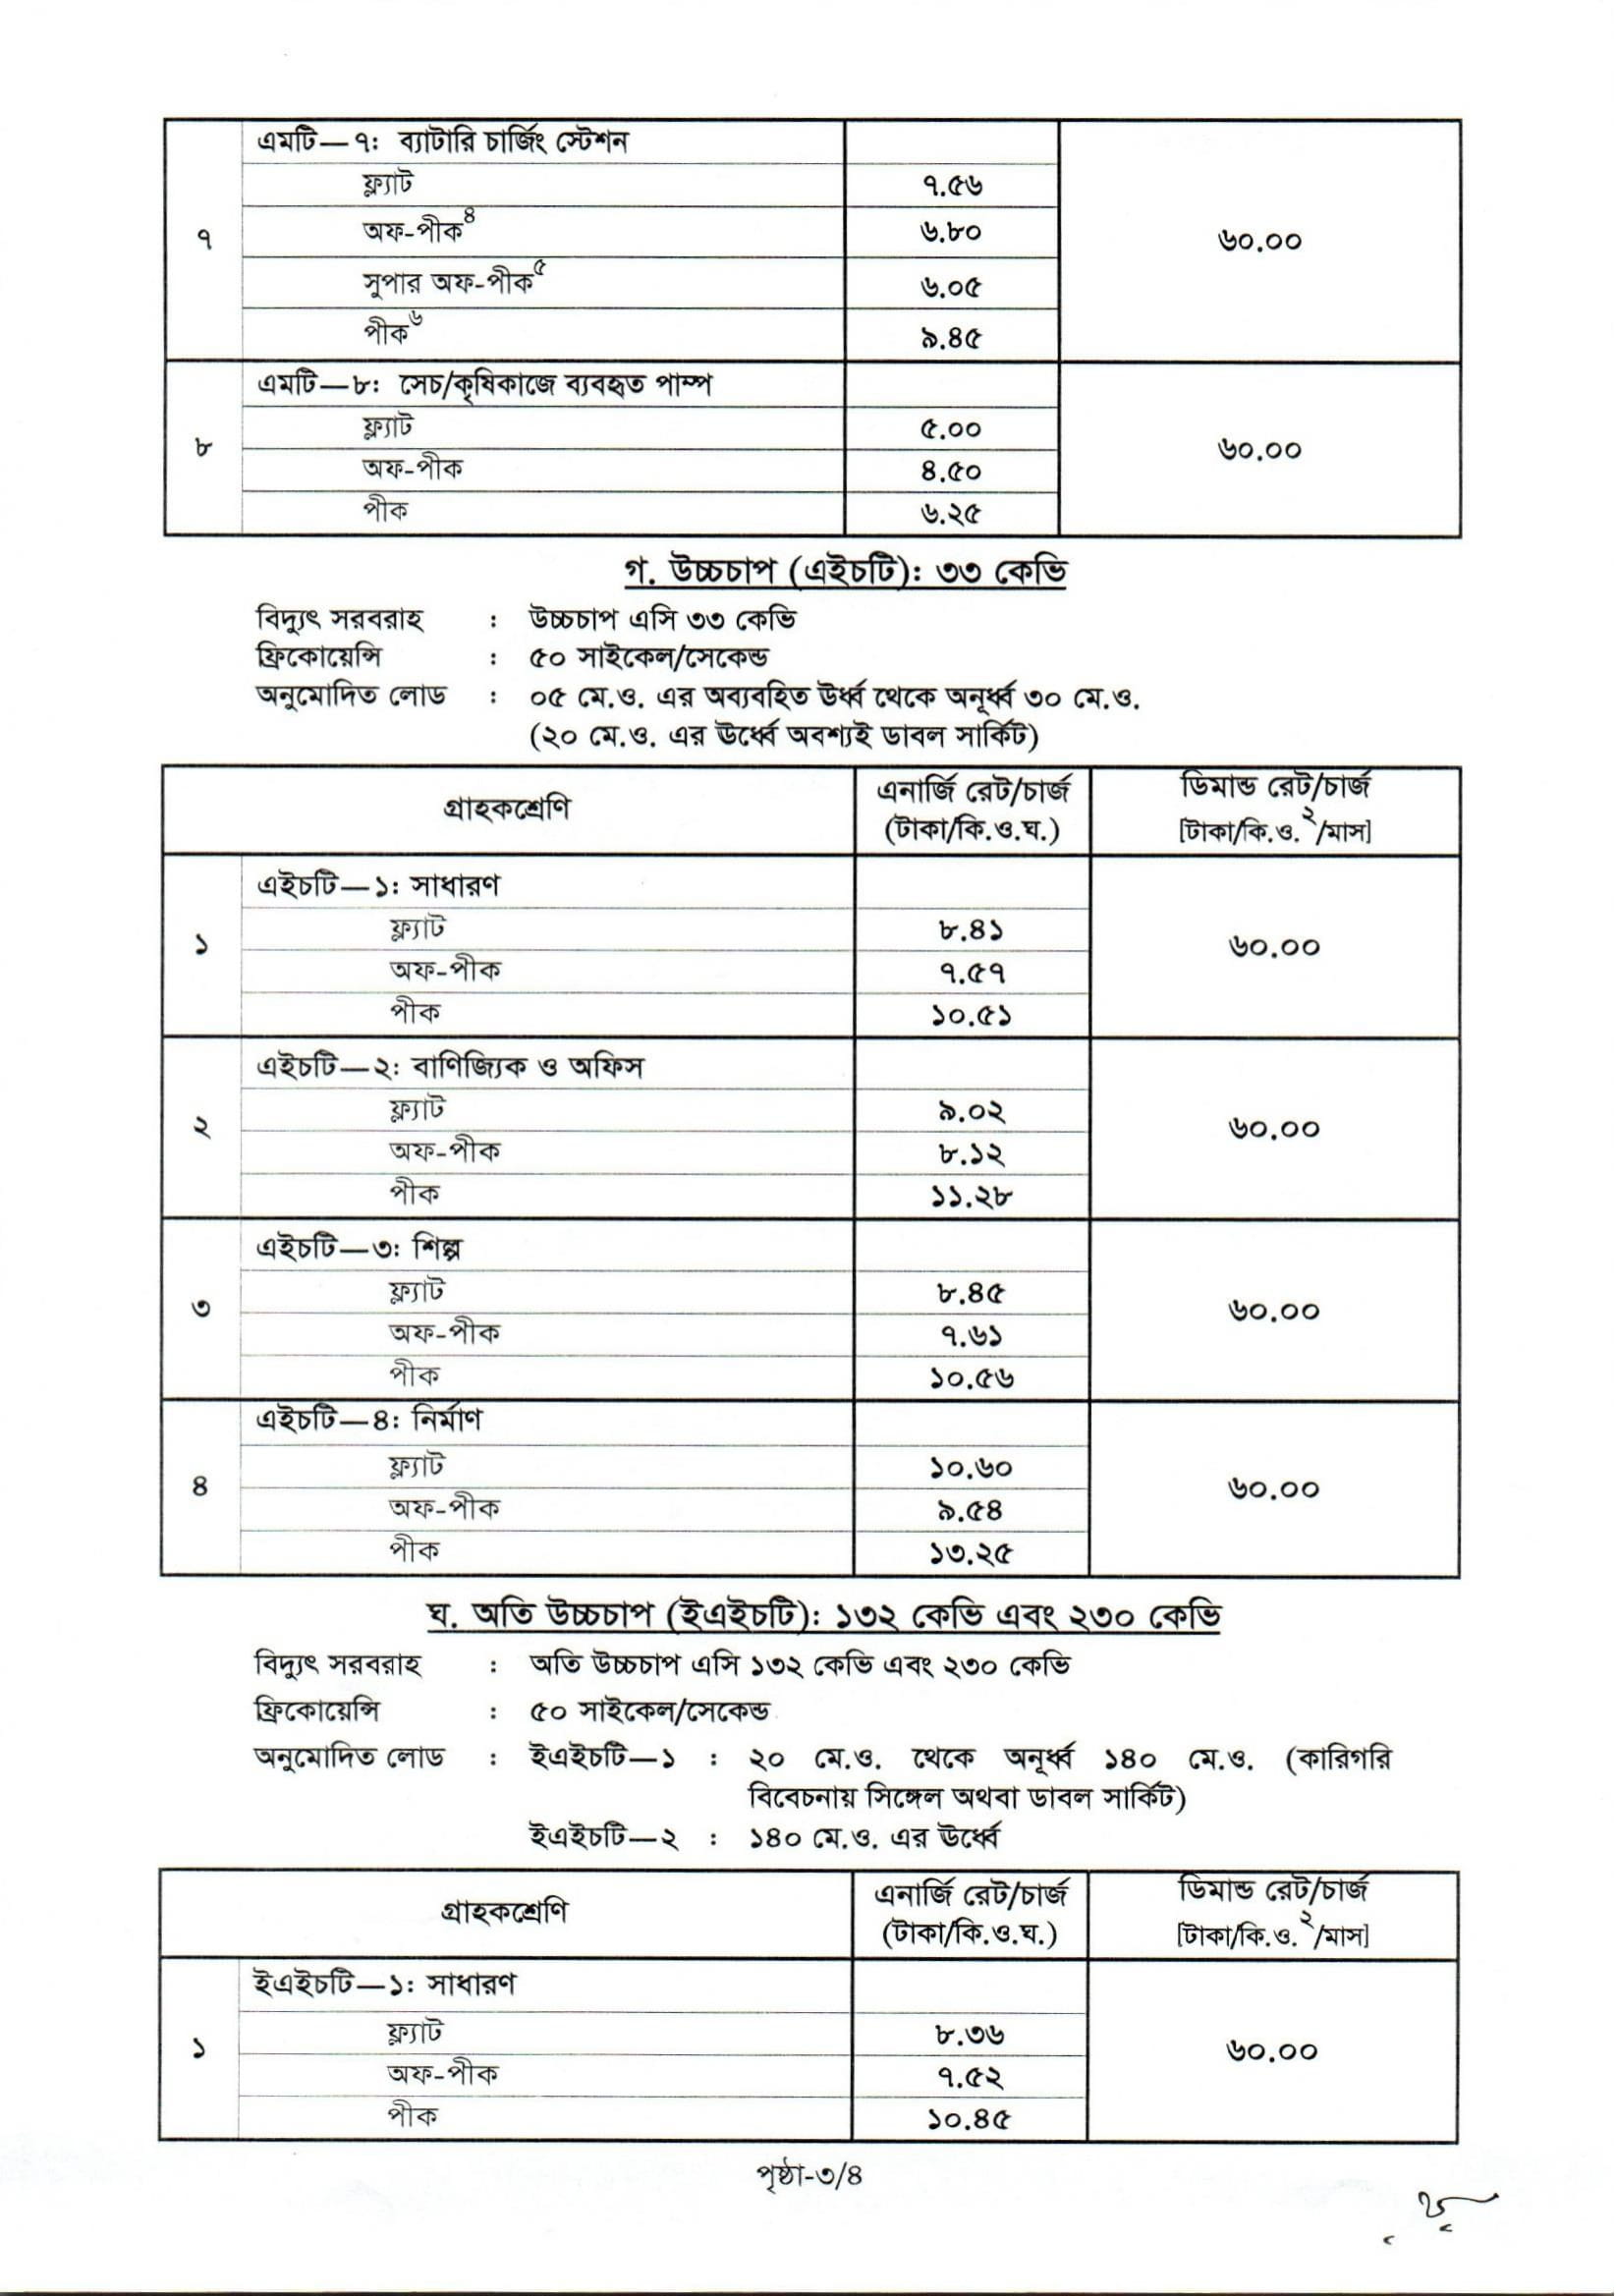 এমটি—৭: ব্যাটারি চার্জিং স্টেশন
ফ্ল্যাট ৭.৫৬
৭ অফ-পীক৪ ৬.৮০ ৬০.০০
সুপার অফ-পীক৫ ৬.০৫
পীক৬ ৯.৪৫
এমটি—৮: সেচ/কৃষিকাজে ব্যবহৃত পাম্প
ফ্ল্যাট ৫.০০
৮ অফ-পীক ৪.৫০ ৬০.০০
পীক ৬.২৫
গ. উচ্চচাপ (এইচটি): ৩৩ কেভি
বিদ্যুৎ সরবরাহ : উচ্চচাপ এসি ৩৩ কেভি
ফ্রিকোয়েন্সি : ৫০ সাইকেল/সেকেন্ড
অনুমোদিত লোড : ০৫ মে.ও. এর অব্যবহিত উর্ধ্ব থেকে অনূর্ধ্ব ৩০ মে.ও.
(২০ মে.ও. এর ঊর্ধ্বে অবশ্যই ডাবল সার্কিট)
গ্রাহকশ্রেণি এনার্জি রেট/চার্জ ডিমান্ড রেট/চার্জ
(টাকা/কি.ও.ঘ.) [টাকা/কি.ও.২/মাস]
এইচটি—১: সাধারণ
ফ্ল্যাট ৮.৪১
১ অফ-পীক ৭.৫৭ ৬০.০০
পীক ১০.৫১
এইচটি—২: বাণিজ্যিক ও অফিস
ফ্ল্যাট ৯.০২
২ অফ-পীক ৮.১২ ৬০.০০
পীক ১১.২৮
এইচটি—৩: শিল্প
ফ্ল্যাট ৮.৪৫
৩ অফ-পীক ৭.৬১ ৬০.০০
পীক ১০.৫৬
এইচটি—৪: নির্মাণ
ফ্ল্যাট ১০.৬০
৪ অফ-পীক ৯.৫৪ ৬০.০০
পীক ১৩.২৫
ঘ. অতি উচ্চচাপ (ইএইচটি): ১৩২ কেভি এবং ২৩০ কেভি
বিদ্যুৎ সরবরাহ : অতি উচ্চচাপ এসি ১৩২ কেভি এবং ২৩০ কেভি
ফ্রিকোয়েন্সি : ৫০ সাইকেল/সেকেন্ড
অনুমোদিত লোড : ইএইচটি—১ : ২০ মে.ও. থেকে অনূর্ধ্ব ১৪০ মে.ও. (কারিগরি
বিবেচনায় সিঙ্গেল অথবা ডাবল সার্কিট)
ইএইচটি—২ : ১৪০ মে.ও. এর ঊর্ধ্বে
গ্রাহকশ্রেণি এনার্জি রেট/চার্জ ডিমান্ড রেট/চার্জ
(টাকা/কি.ও.ঘ.) [টাকা/কি.ও.২/মাস]
ইএইচটি—১: সাধারণ
ফ্ল্যাট ৮.৩৬
১ অফ-পীক ৭.৫২ ৬০.০০
পীক ১০.৪৫
পৃষ্ঠা-৩/৪